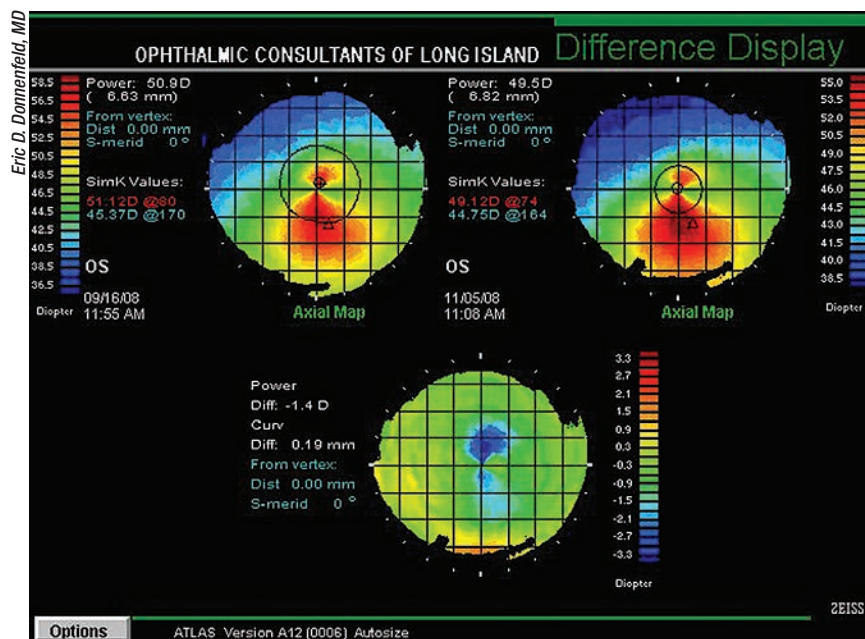 Eric D. Donnenfeld, MD
OPHTHALMIC CONSULTANTS OF LONG ISLAND
Difference Display
58.5
56.5
54.5
52.5
50.5
48.5
46.5
44.5
42.5
40.5
38.5
36.5
Diopter
Power: 50.9D
( 6.63 mm)
From vertex:
Dist 0.00 mm
S-merid 0 °
SimK Values:
51.12D @80
45.37D @170
OS
09/16/08
11:55 AM
Axial Map
Power: 49.5D
( 6.82 mm)
From vertex:
Dist 0.00 mm
S-merid 0 °
SimK Values:
49.12D @74
44.75D @164
OS
11/05/08
11:08 AM
Axial Map
55.0
53.5
52.0
50.5
49.0
47.5
46.0
44.5
43.0
41.5
40.0
38.5
Diopter
Power
Diff: -1.4 D
Curv
Diff: 0.19 mm
From vertex:
Dist 0.00 mm
S-merid 0 °
3.3
2.7
2.1
1.5
0.9
0.3
-0.3
-0.9
-1.5
-2.1
-2.7
-3.3
Diopter
ZEISS
Options
ATLAS Version A12 (0006) Autosize